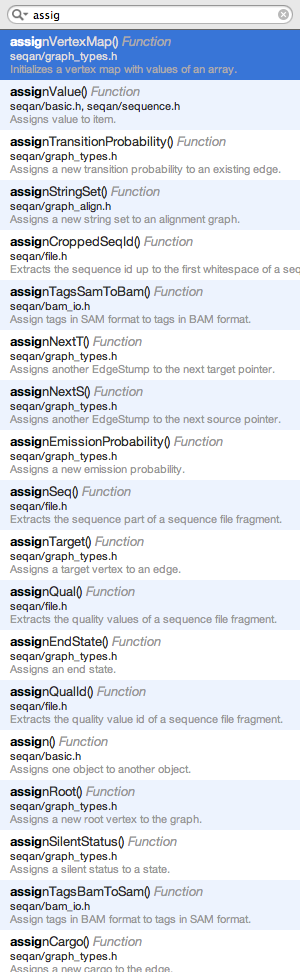 assig
assignVertexMap() Function
seqan/graph_types.h
Initializes a vertex map with values of an array.
assignValue() Function
seqan/basic.h, seqan/sequence.h
Assigns value to item.
assignTransitionProbability() Function
seqan/graph_types.h
Assigns a new transition probability to an existing edge.
assignStringSet() Function
seqan/graph_align.h
Assigns a new string set to an alignment graph.
assignCroppedSeqId() Function
seqan/file.h
Extracts the sequence id up to the first whitespace of a seq
assignTagsSamToBam() Function
seqan/bam_io.h
Assign tags in SAM format to tags in BAM format.
assignNextT() Function
seqan/graph_types.h
Assigns another EdgeStump to the next target pointer.
assignNextS() Function
seqan/graph_types.h
Assigns another EdgeStump to the next source pointer.
assignEmissionProbability() Function
seqan/graph_types.h
Assigns a new emission probability.
assignSeq() Function
seqan/file.h
Extracts the sequence part of a sequence file fragment.
assignTarget() Function
seqan/graph_types.h
Assigns a target vertex to an edge.
assignQual() Function
seqan/file.h
Extracts the quality values of a sequence file fragment.
assignEndState() Function
seqan/graph_types.h
Assigns an end state.
assignQualId() Function
seqan/file.h
Extracts the quality value id of a sequence file fragment.
assign() Function
seqan/basic.h
Assigns one object to another object.
assignRoot() Function
seqan/graph_types.h
Assigns a new root vertex to the graph.
assignSilentStatus() Function
seqan/graph_types.h
Assigns a silent status to a state.
assignTagsBamToSam() Function
seqan/bam_io.h
Assign tags in BAM format to tags in SAM format.
assignCargo() Function
seqan/graph_types.h
Assigns a new cargo to the edge.